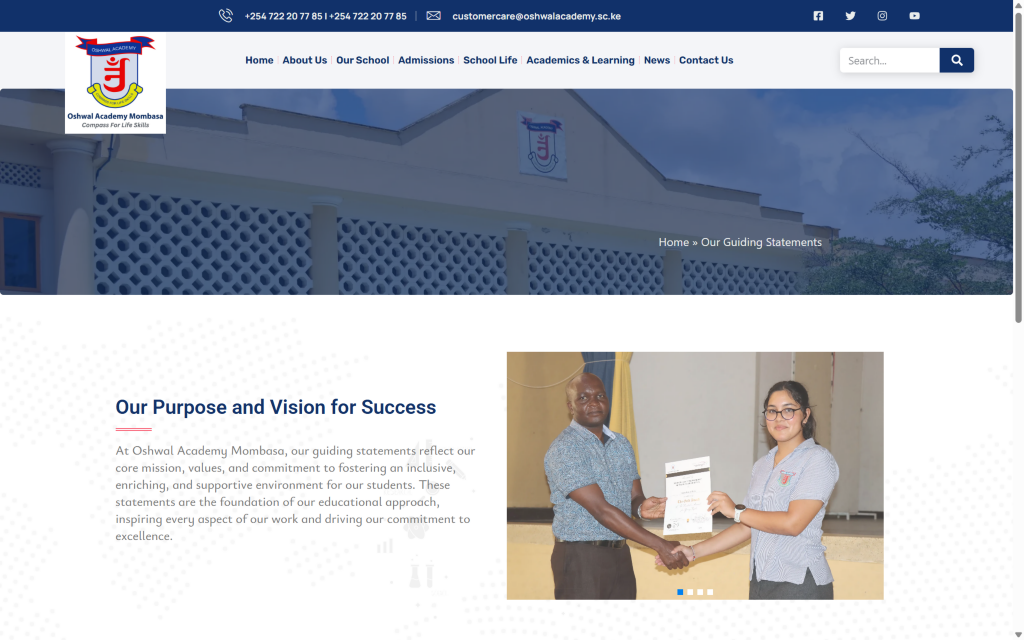 +254 722 20 77 85 I +254 722 20 77 85
customercare@oshwalacademy.sc.ke
OSHWAL ACADEMY
Oshwal Academy Mombasa
Compass For Life Skills
Home
About Us
Our School
Admissions
School Life
Academics & Learning
News
Contact Us
Search...
Home » Our Guiding Statements
Our Purpose and Vision for Success
At Oshwal Academy Mombasa, our guiding statements reflect our
core mission, values, and commitment to fostering an inclusive,
enriching, and supportive environment for our students. These
statements are the foundation of our educational approach,
inspiring every aspect of our work and driving our commitment to
excellence.